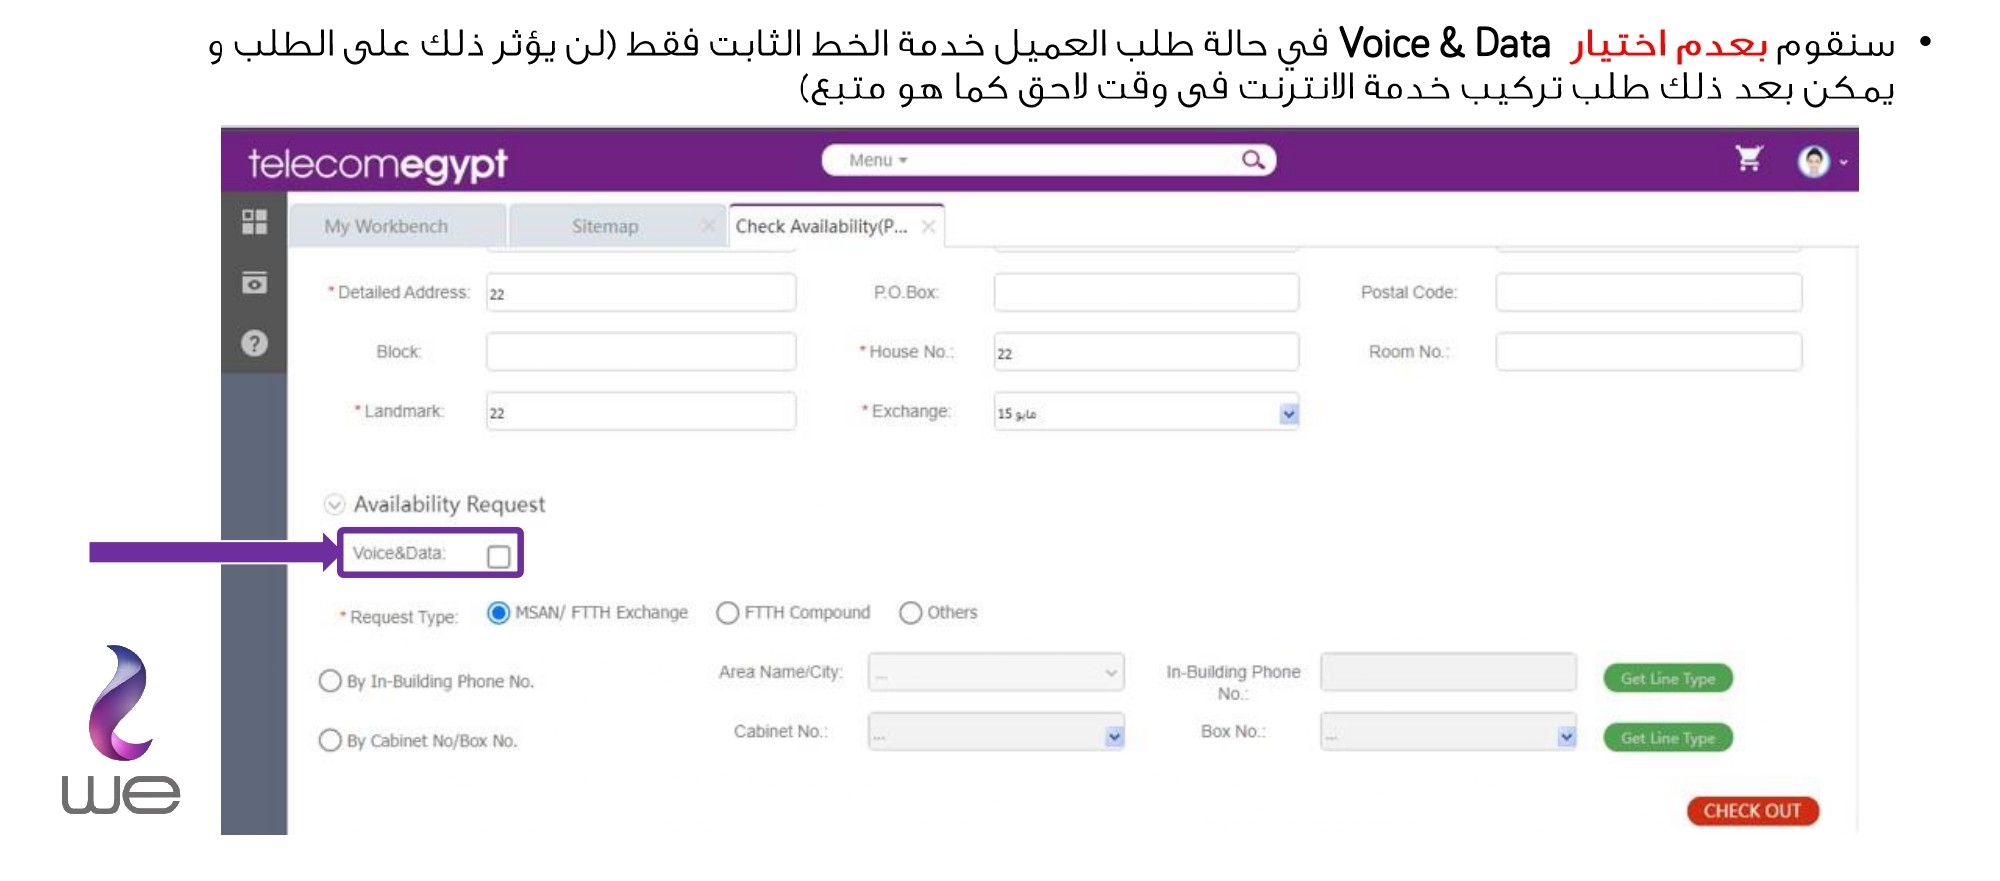 • سنقوم بعدم اختيار Voice & Data في حالة طلب العميل خدمة الخط الثابت فقط (لن يؤثر ذلك على الطلب و
يمكن بعد ذلك طلب تركيب خدمة الانترنت فى وقت لاحق كما هو متبع)
telecomegypt Menu
My Workbench Sitemap Check Availability(P...
* Detailed Address: 22 P.O.Box: Postal Code:
Block: * House No.: 22 Room No.:
* Landmark: 22 * Exchange: مايو 15
Availability Request
Voice&Data:
* Request Type: MSAN/ FTTH Exchange FTTH Compound Others
By In-Building Phone No. Area Name/City: ... In-Building Phone No.: Get Line Type
By Cabinet No/Box No. Cabinet No.: ... Box No.: ... Get Line Type
we
CHECK OUT